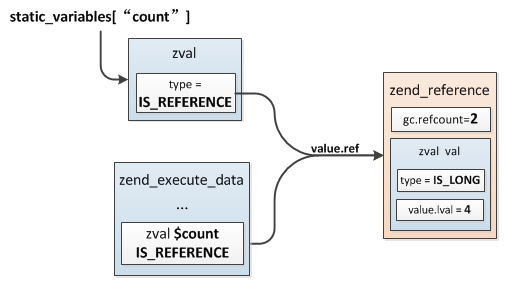 static_variables[“count”]
zval
type =
IS_REFERENCE
zend_reference
gc.refcount=2
value.ref
zval val
type = IS_LONG
value.lval = 4
zend_execute_data
...
zval $count
IS_REFERENCE